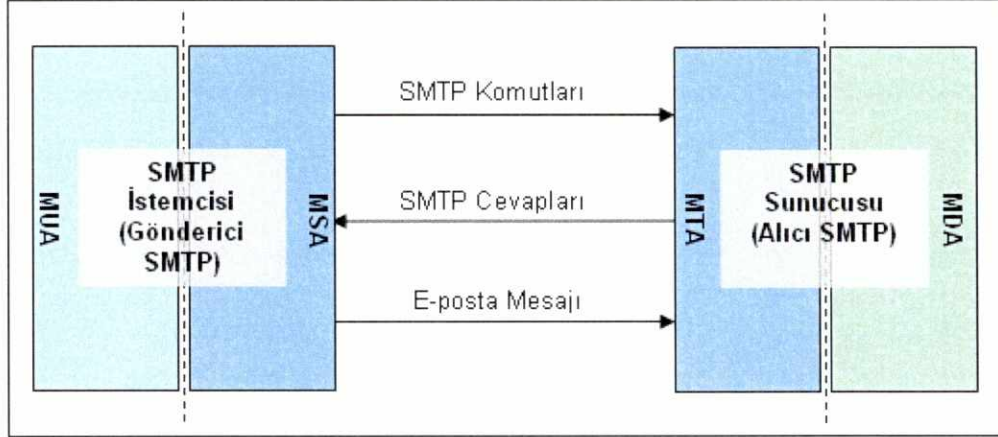 SMTP Komutları
SMTP
İstemcisi
(Gönderici
SMTP)
MUA
MSA
SMTP Cevapları
SMTP
Sunucusu
(Alıcı SMTP)
MTA
MDA
E-posta Mesajı